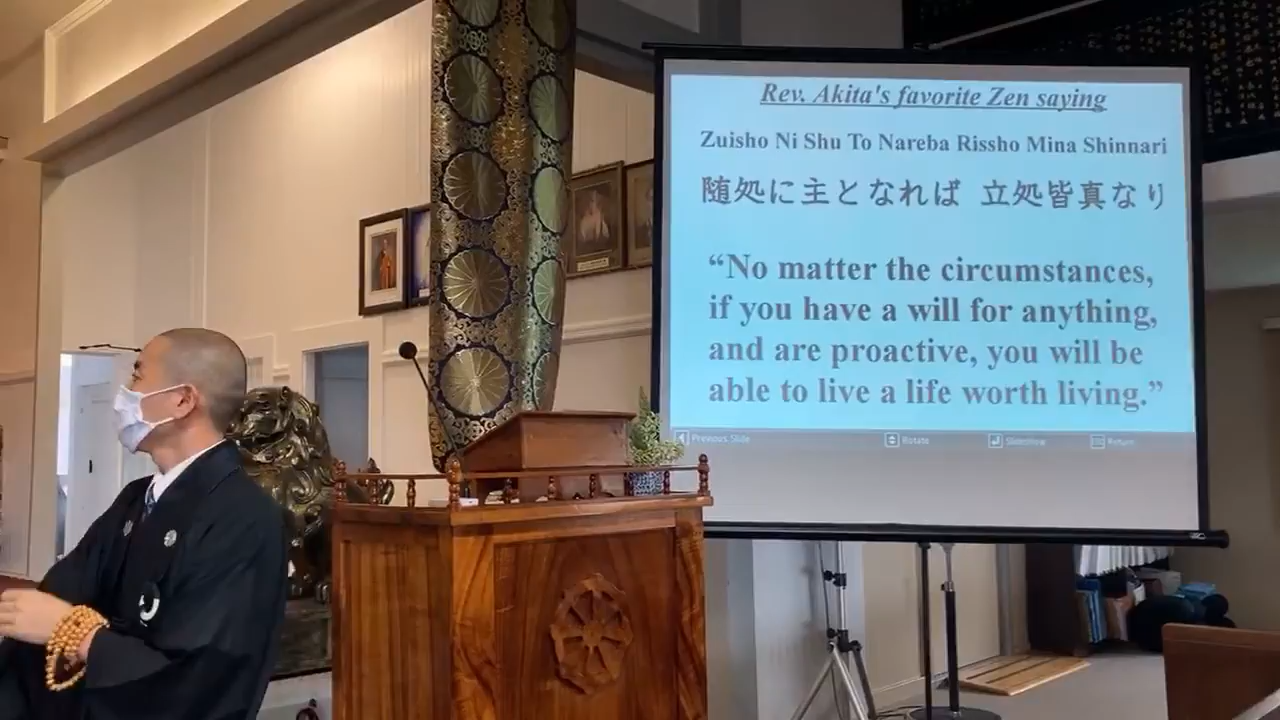 Rev. Akita's favorite Zen saying
Zuisho Ni Shu To Nareba Rissho Mina Shinnari
随処に主となれば 立処皆真なり
“No matter the circumstances,
if you have a will for anything,
and are proactive, you will be
able to live a life worth living.”
Previous Slide Rotate Slideshow Return